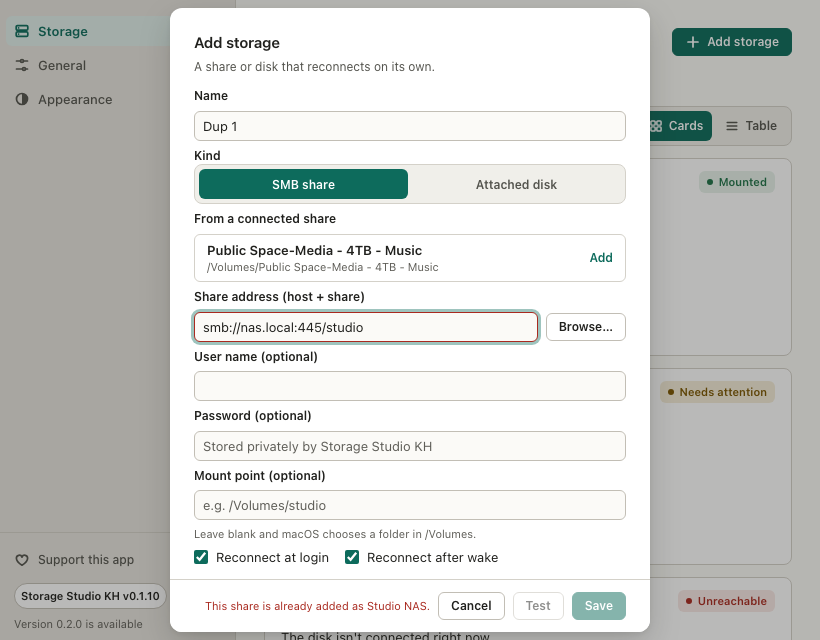 Storage
General
Appearance
Support this app
Storage Studio KH v0.1.10
Version 0.2.0 is available
Add storage
A share or disk that reconnects on its own.
Name
Dup 1
Kind
SMB share
Attached disk
From a connected share
Public Space-Media - 4TB - Music
/Volumes/Public Space-Media - 4TB - Music
Add
Share address (host + share)
smb://nas.local:445/studio
Browse...
User name (optional)
Password (optional)
Stored privately by Storage Studio KH
Mount point (optional)
e.g. /Volumes/studio
Leave blank and macOS chooses a folder in /Volumes.
Reconnect at login
Reconnect after wake
This share is already added as Studio NAS.
Cancel
Test
Save
Add storage
Cards
Table
Mounted
Needs attention
Unreachable
The disk isn't connected right now